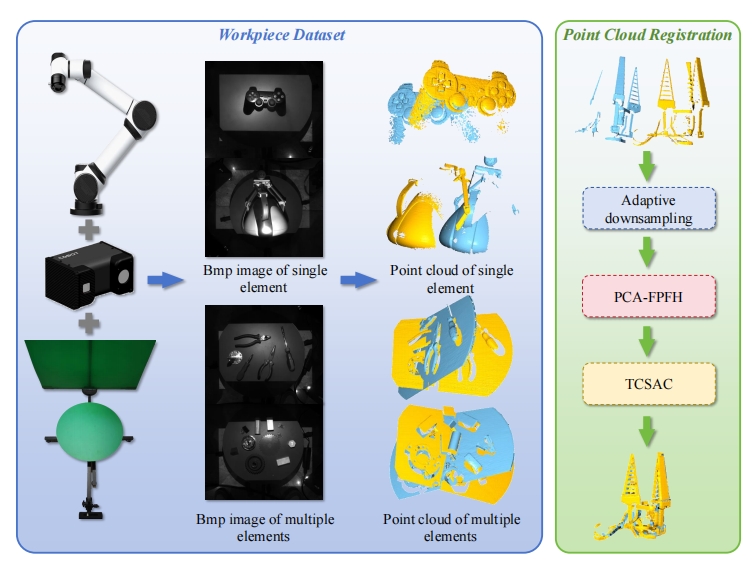 Workpiece Dataset
Bmp image of single
element
Point cloud of single
element
Bmp image of multiple
elements
Point cloud of multiple
elements
Point Cloud Registration
Adaptive
downsampling
PCA-FPFH
TCSAC